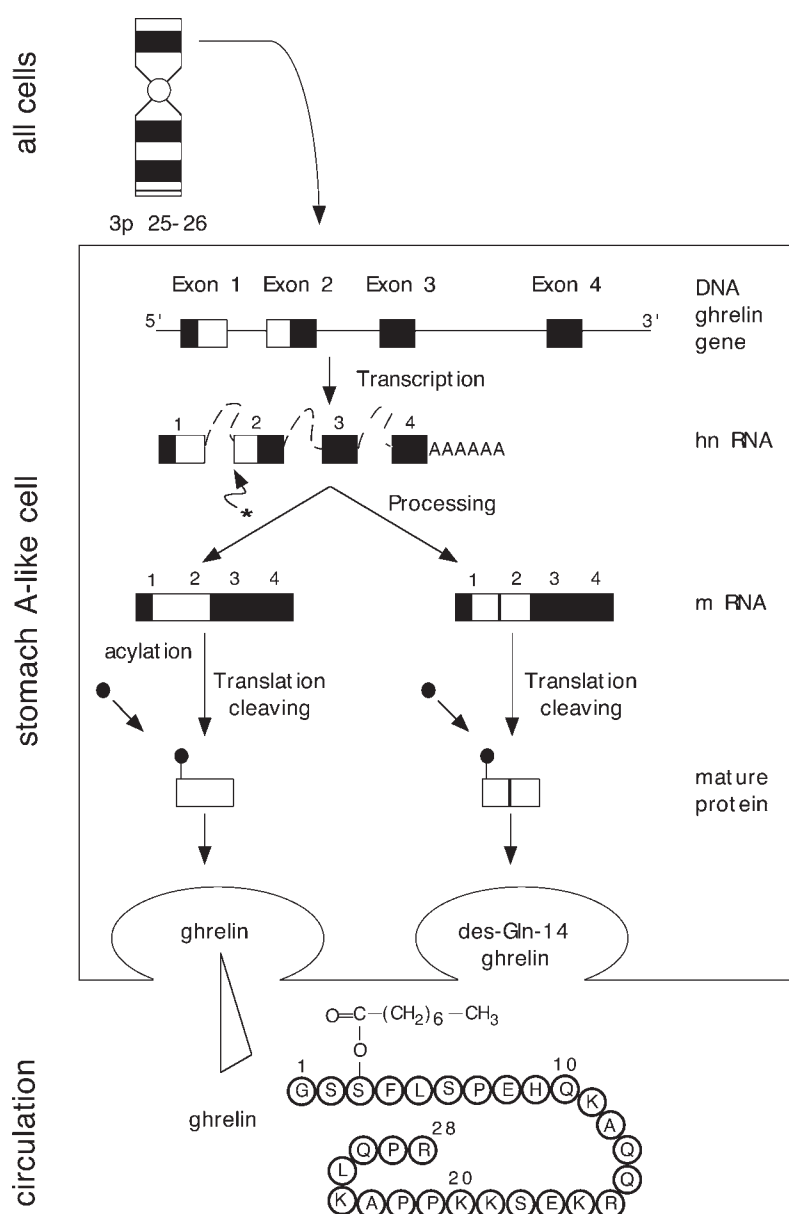 all cells
3p 25-26
stomach A-like cell
Exon 1 Exon 2 Exon 3 Exon 4
DNA
ghrelin
gene
5' 3'
Transcription
1 2 3 4
AAAAAA
hn RNA
*
Processing
1 2 3 4
1 2 3 4
m RNA
acylation
Translation
cleaving
Translation
cleaving
mature
protein
ghrelin
des-Gln-14
ghrelin
circulation
O=C-(CH2)6-CH3
O
ghrelin
1 10
G S S F L S P E H Q K A Q Q
R K E S K K P P A K L Q P R
20
28